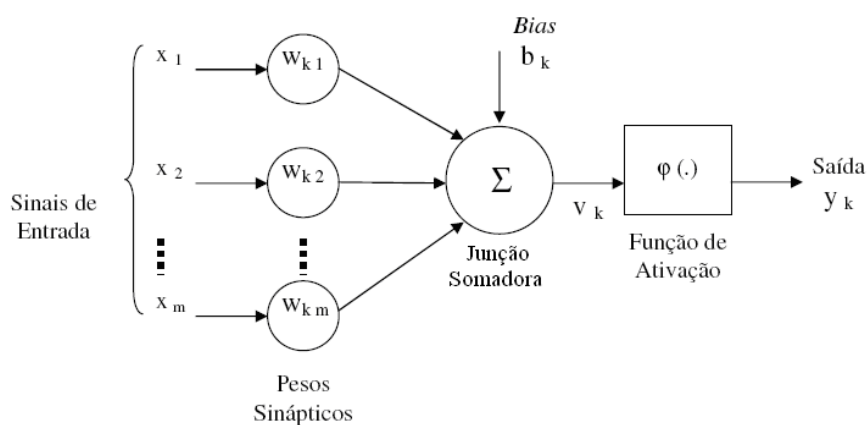 Bias
b k
x 1
W k 1
x 2
W k 2
Σ
φ (.)
Saída
y k
v k
Sinais de
Entrada
Junção
Somadora
Função de
Ativação
x m
W k m
Pesos
Sinápticos